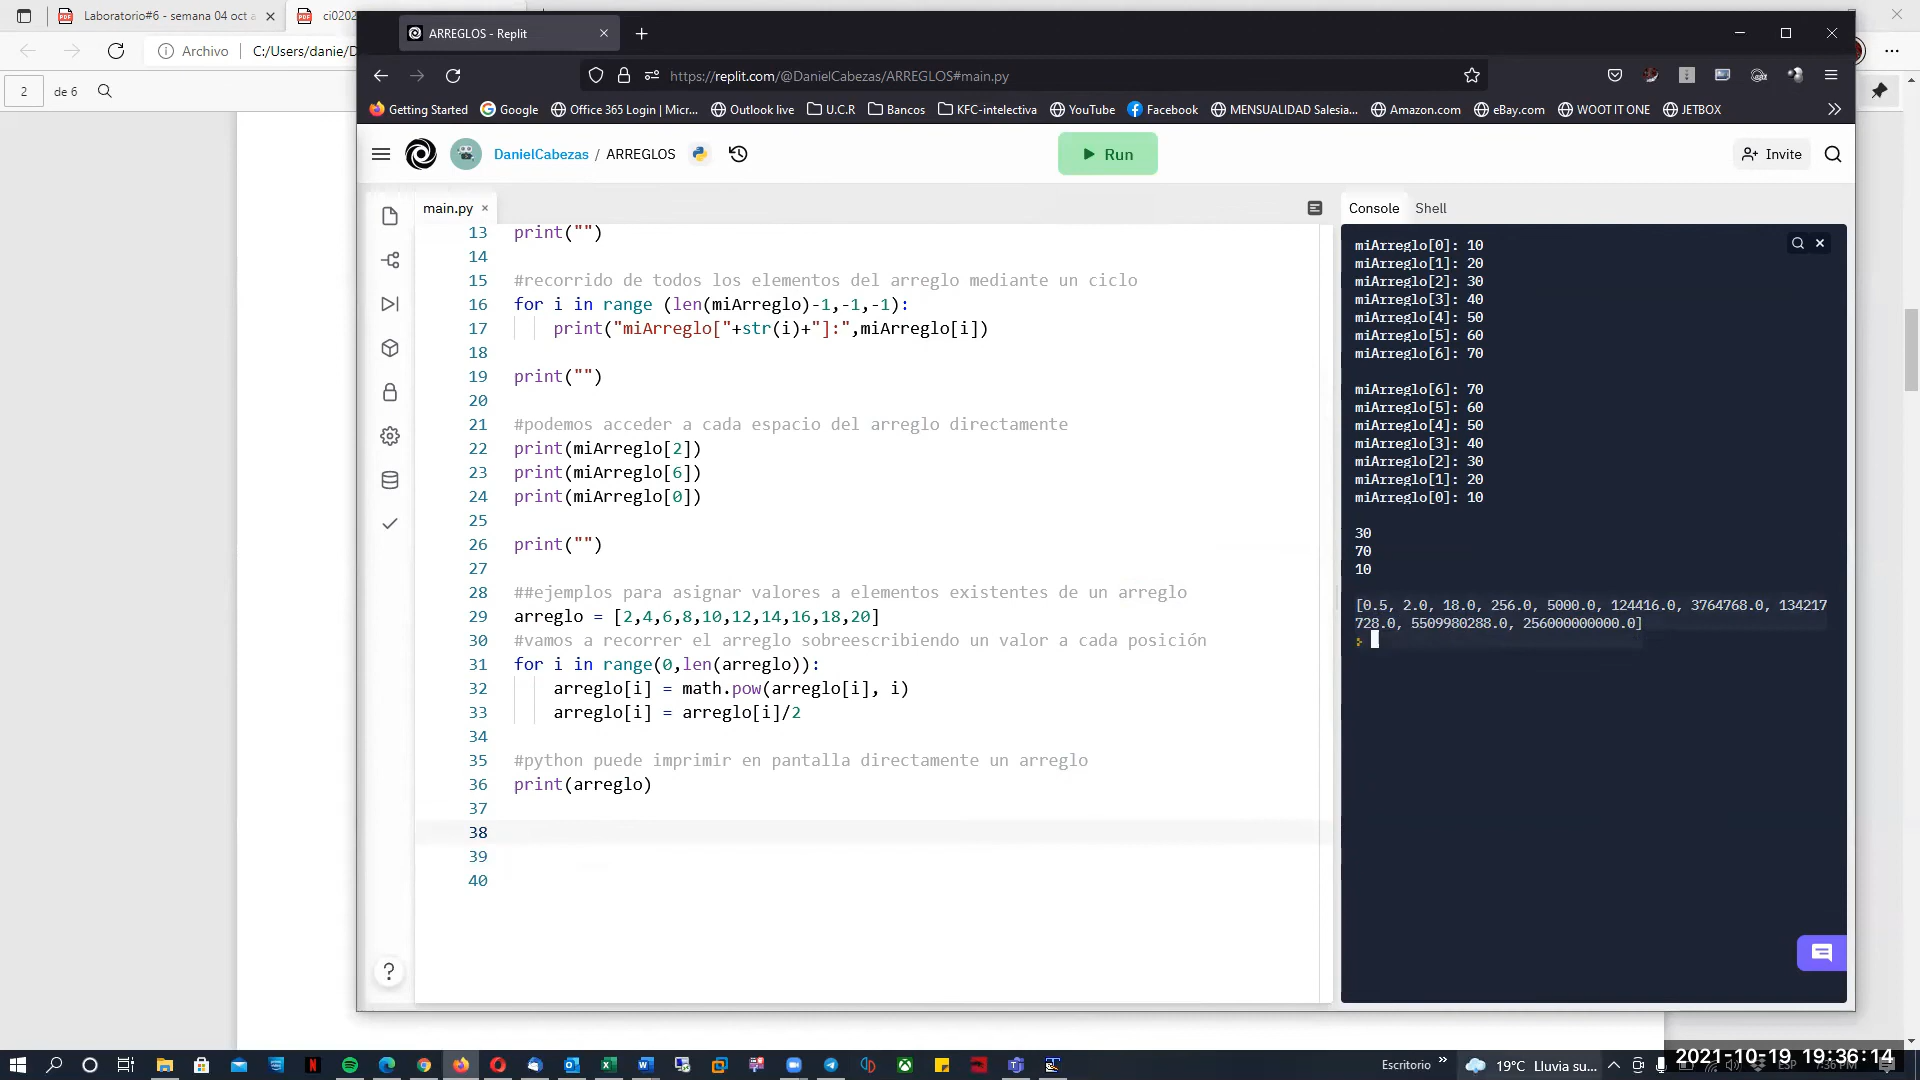 Laboratorio#6 - semana 04 oct a
ci0202
ARREGLOS - Replit
Archivo
C:/Users/danie/D
https://replit.com/@DanielCabezas/ARREGLOS#main.py
2 de 6
Getting Started
Google
Office 365 Login | Micr...
Outlook live
U.C.R
Bancos
KFC-intelectiva
YouTube
Facebook
MENSUALIDAD Salesia...
Amazon.com
eBay.com
WOOT IT ONE
JETBOX
DanielCabezas / ARREGLOS
Run
Invite
main.py
Console
Shell
13 print("")
14
15 #recorrido de todos los elementos del arreglo mediante un ciclo
16 for i in range (len(miArreglo)-1,-1,-1):
17 print("miArreglo["+str(i)+"]:",miArreglo[i])
18
19 print("")
20
21 #podemos acceder a cada espacio del arreglo directamente
22 print(miArreglo[2])
23 print(miArreglo[6])
24 print(miArreglo[0])
25
26 print("")
27
28 ##ejemplos para asignar valores a elementos existentes de un arreglo
29 arreglo = [2,4,6,8,10,12,14,16,18,20]
30 #vamos a recorrer el arreglo sobreescribiendo un valor a cada posición
31 for i in range(0,len(arreglo)):
32 arreglo[i] = math.pow(arreglo[i], i)
33 arreglo[i] = arreglo[i]/2
34
35 #python puede imprimir en pantalla directamente un arreglo
36 print(arreglo)
37
38
39
40
miArreglo[0]: 10
miArreglo[1]: 20
miArreglo[2]: 30
miArreglo[3]: 40
miArreglo[4]: 50
miArreglo[5]: 60
miArreglo[6]: 70
miArreglo[6]: 70
miArreglo[5]: 60
miArreglo[4]: 50
miArreglo[3]: 40
miArreglo[2]: 30
miArreglo[1]: 20
miArreglo[0]: 10
30
70
10
[0.5, 2.0, 18.0, 256.0, 5000.0, 124416.0, 3764768.0, 134217
728.0, 5509980288.0, 256000000000.0]
?
Escritorio
19°C Lluvia su...
2021-10-19 19:36:14